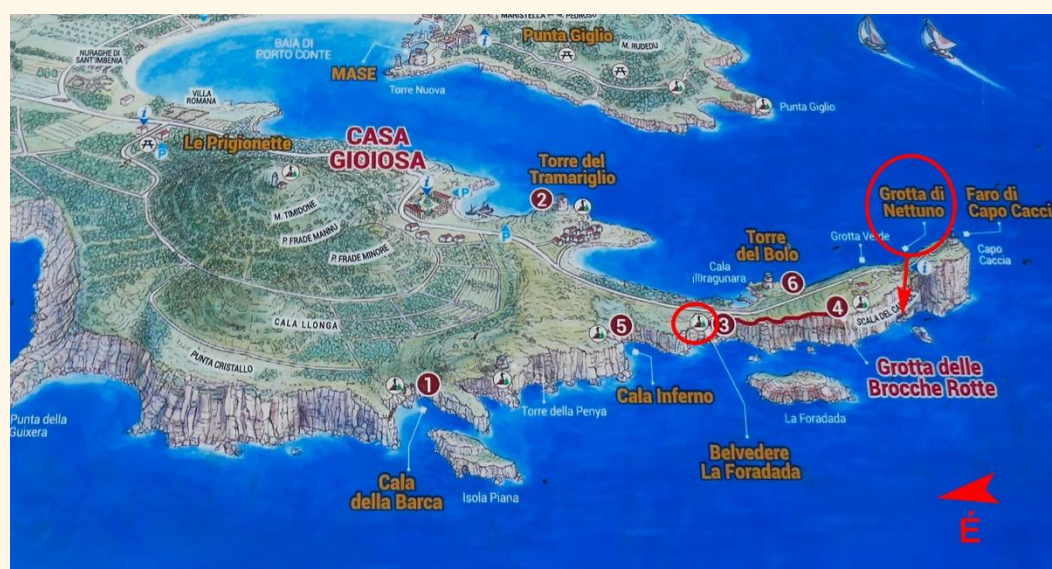 MARISTELLA
M. PEDROSO
Punta Giglio
M. RUDEDU
BAIA DI
PORTO CONTE
NURAGHE DI
SANT'IMBENIA
MASE
Torre Nuova
VILLA
ROMANA
Punta Giglio
Le Prigionette
CASA
GIOIOSA
Torre del
Tramariglio
2
Grotta di
Nettuno
Faro di
Capo Cacci
M. TIMIDONE
P. FRADE MANNU
P. FRADE MINORE
Torre
del Bolo
Grotta Verde
Capo
Caccia
Cala
Dragunara
6
CALA LLONGA
5
3
4
SCALA DEL
PUNTA CRISTALLO
1
Cala Inferno
Grotta delle
Brocche Rotte
Punta della
Guixera
Torre della Penya
La Foradada
Belvedere
La Foradada
Cala
della Barca
Isola Piana
É